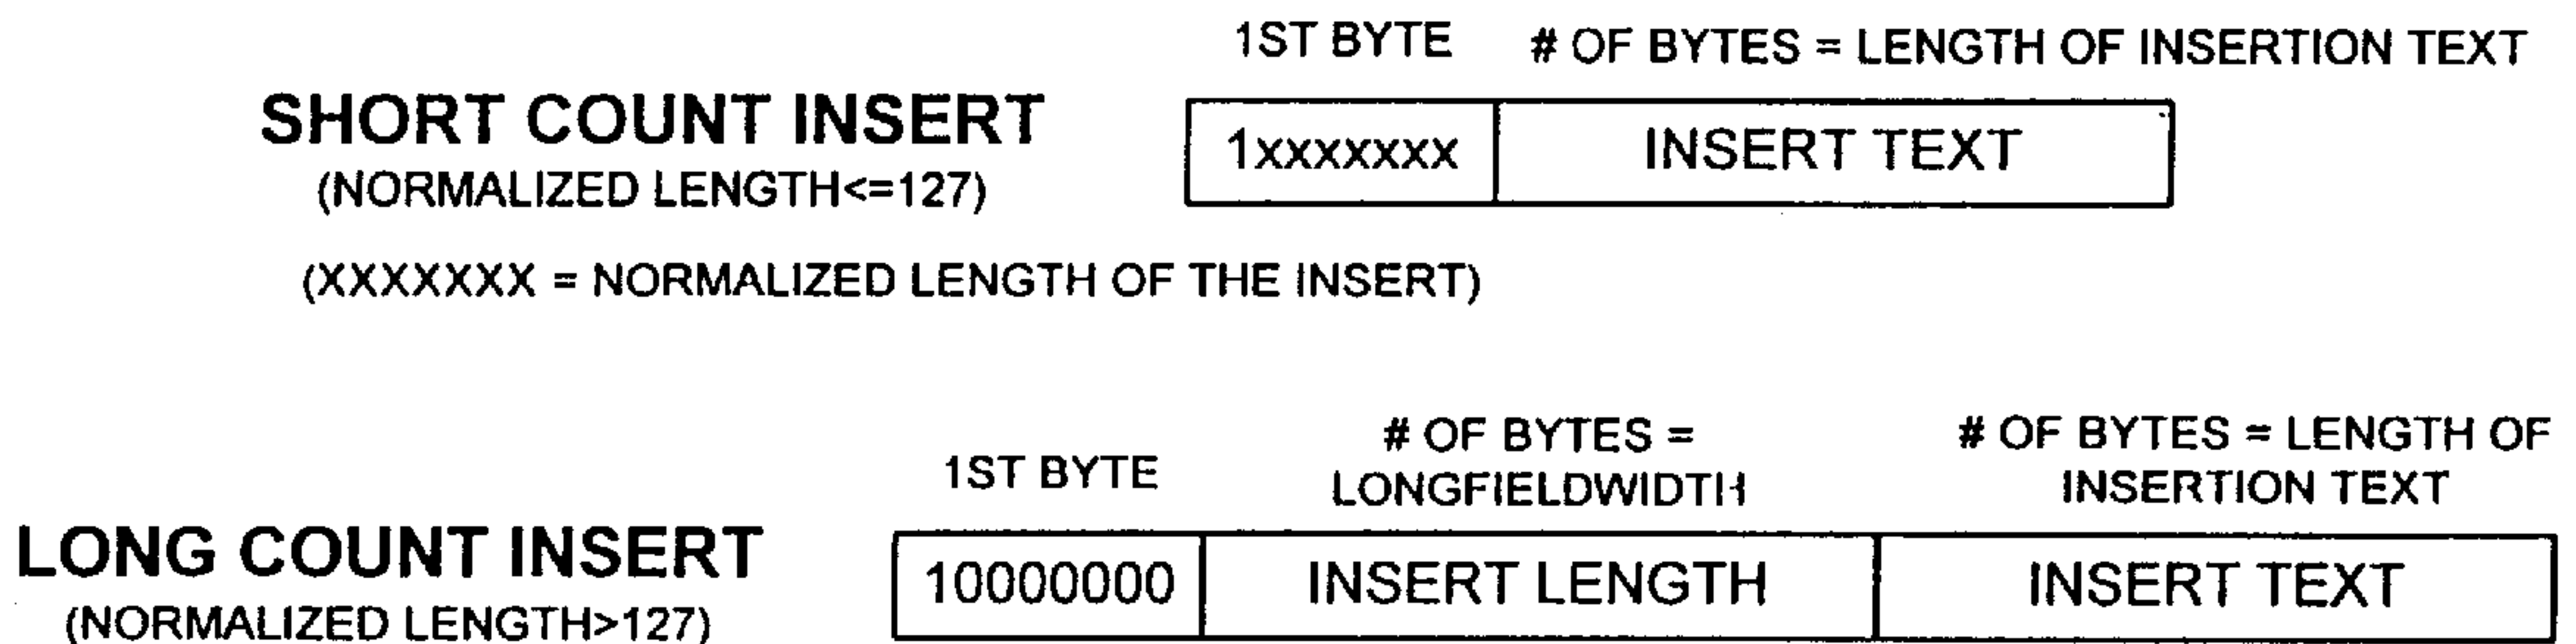 1ST BYTE # OF BYTES = LENGTH OF INSERTION TEXT
SHORT COUNT INSERT
1xxxxxxx INSERT TEXT
(NORMALIZED LENGTH<=127)
(XXXXXXX = NORMALIZED LENGTH OF THE INSERT)
1ST BYTE
# OF BYTES =
LONGFIELDWIDTH
# OF BYTES = LENGTH OF
INSERTION TEXT
LONG COUNT INSERT
10000000 INSERT LENGTH INSERT TEXT
(NORMALIZED LENGTH>127)